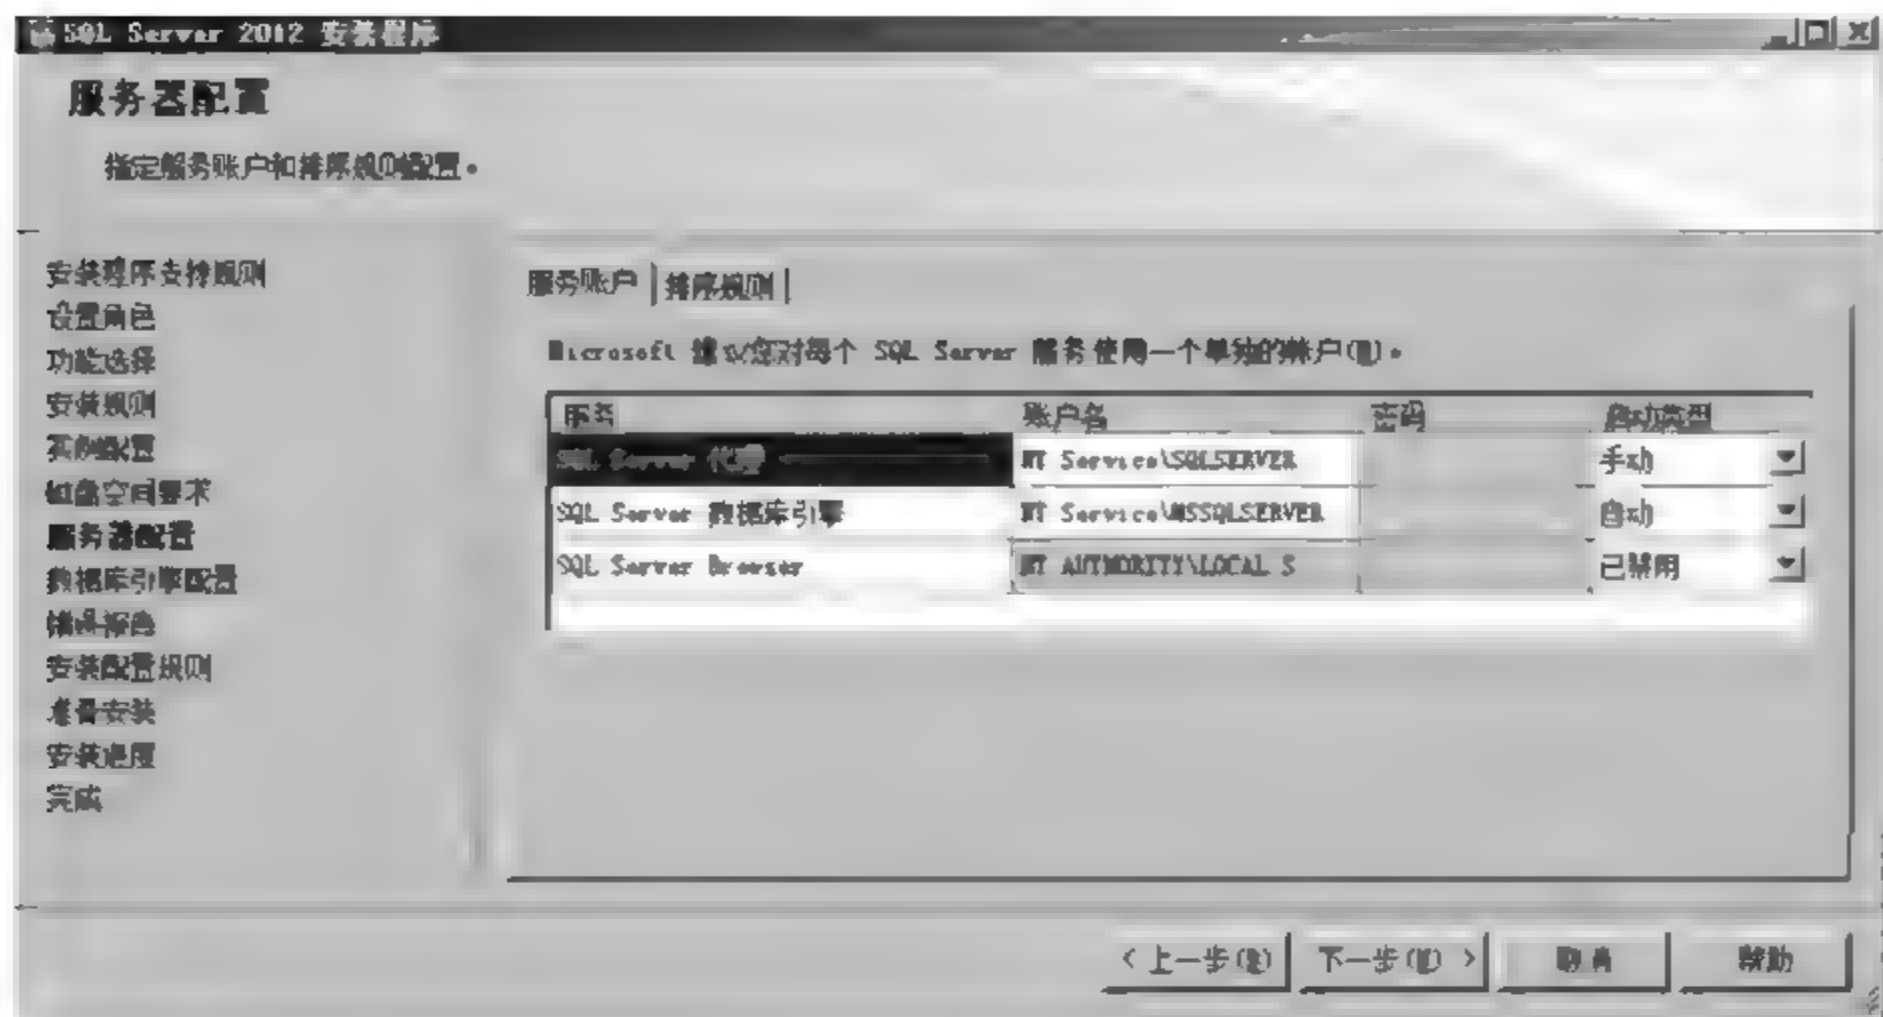 SQL Server 2012 安装程序
服务器配置
指定服务账户和排序规则配置。
安装程序支持规则
设置角色
功能选择
安装规则
实例配置
磁盘空间要求
服务器配置
数据库引擎配置
错误报告
安装配置规则
准备安装
安装进度
完成
服务账户 排序规则
Microsoft 建议您对每个 SQL Server 服务使用一个单独的帐户(M)。
服务 账户名 密码 启动类型
SQL Server 代理 NT Service\SQLSERVER 手动
SQL Server 数据库引擎 NT Service\MSSQLSERVER 自动
SQL Server Browser NT AUTHORITY\LOCAL S 已禁用
< 上一步(B) 下一步(N) > 取消 帮助